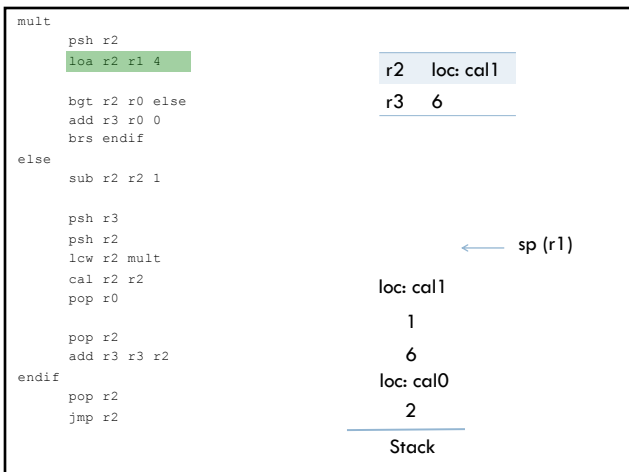 mult
psh r2
loa r2 r1 4
bgt r2 r0 else
add r3 r0 0
brs endif
else
sub r2 r2 1
psh r3
psh r2
lcw r2 mult
cal r2 r2
pop r0
pop r2
add r3 r3 r2
endif
pop r2
jmp r2
r2 loc: cal1
r3 6
sp (r1)
loc: cal1
1
6
loc: cal0
2
Stack